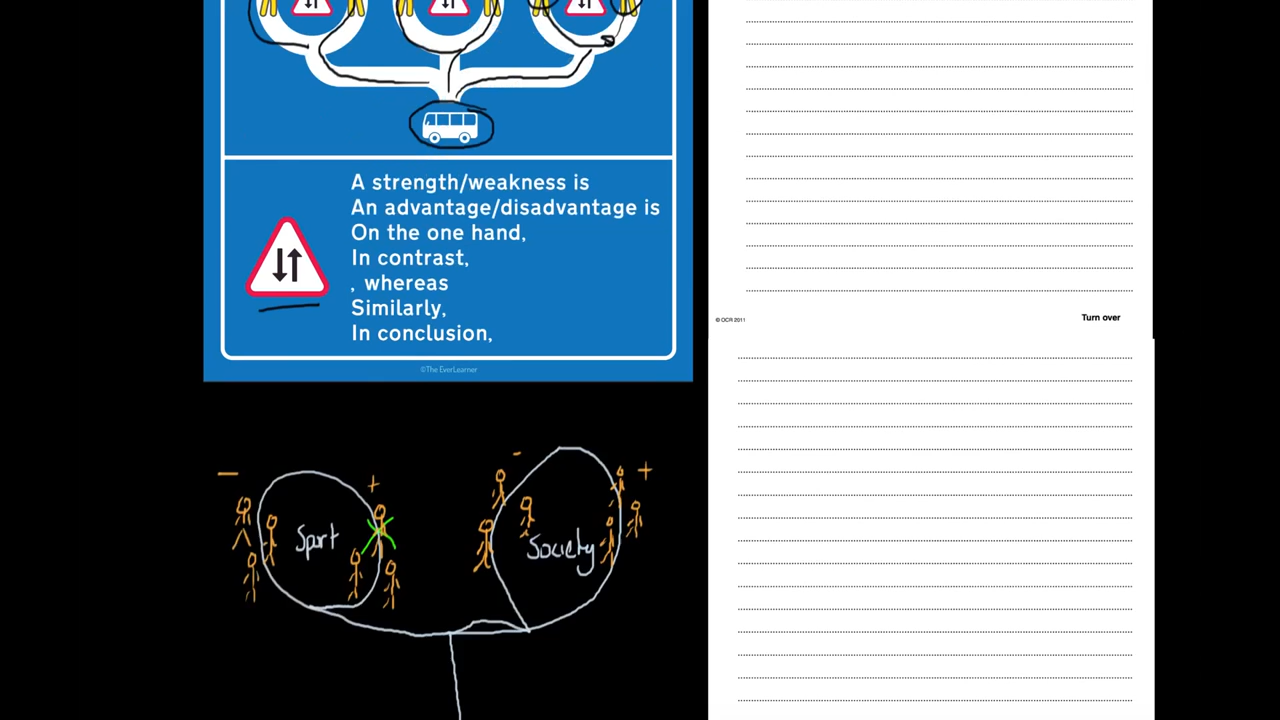 A strength/weakness is
An advantage/disadvantage is
On the one hand,
In contrast,
, whereas
Similarly,
In conclusion,
©The EverLearner
© OCR 2011
Turn over
Sport
Society